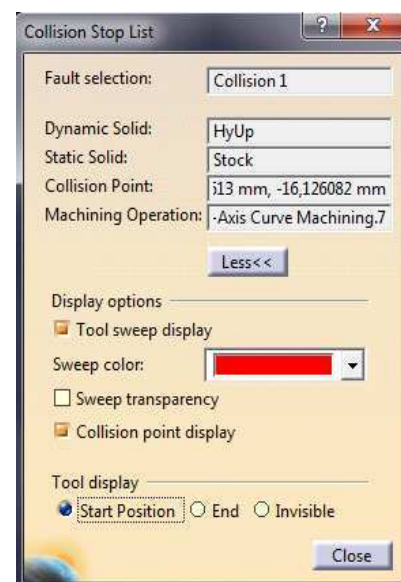 Collision Stop List ? X
Fault selection: Collision 1
Dynamic Solid: HyUp
Static Solid: Stock
Collision Point: 513 mm, -16,126082 mm
Machining Operation: -Axis Curve Machining.7
Less<<
Display options
Tool sweep display
Sweep color:
Sweep transparency
Collision point display
Tool display
Start Position End Invisible
Close